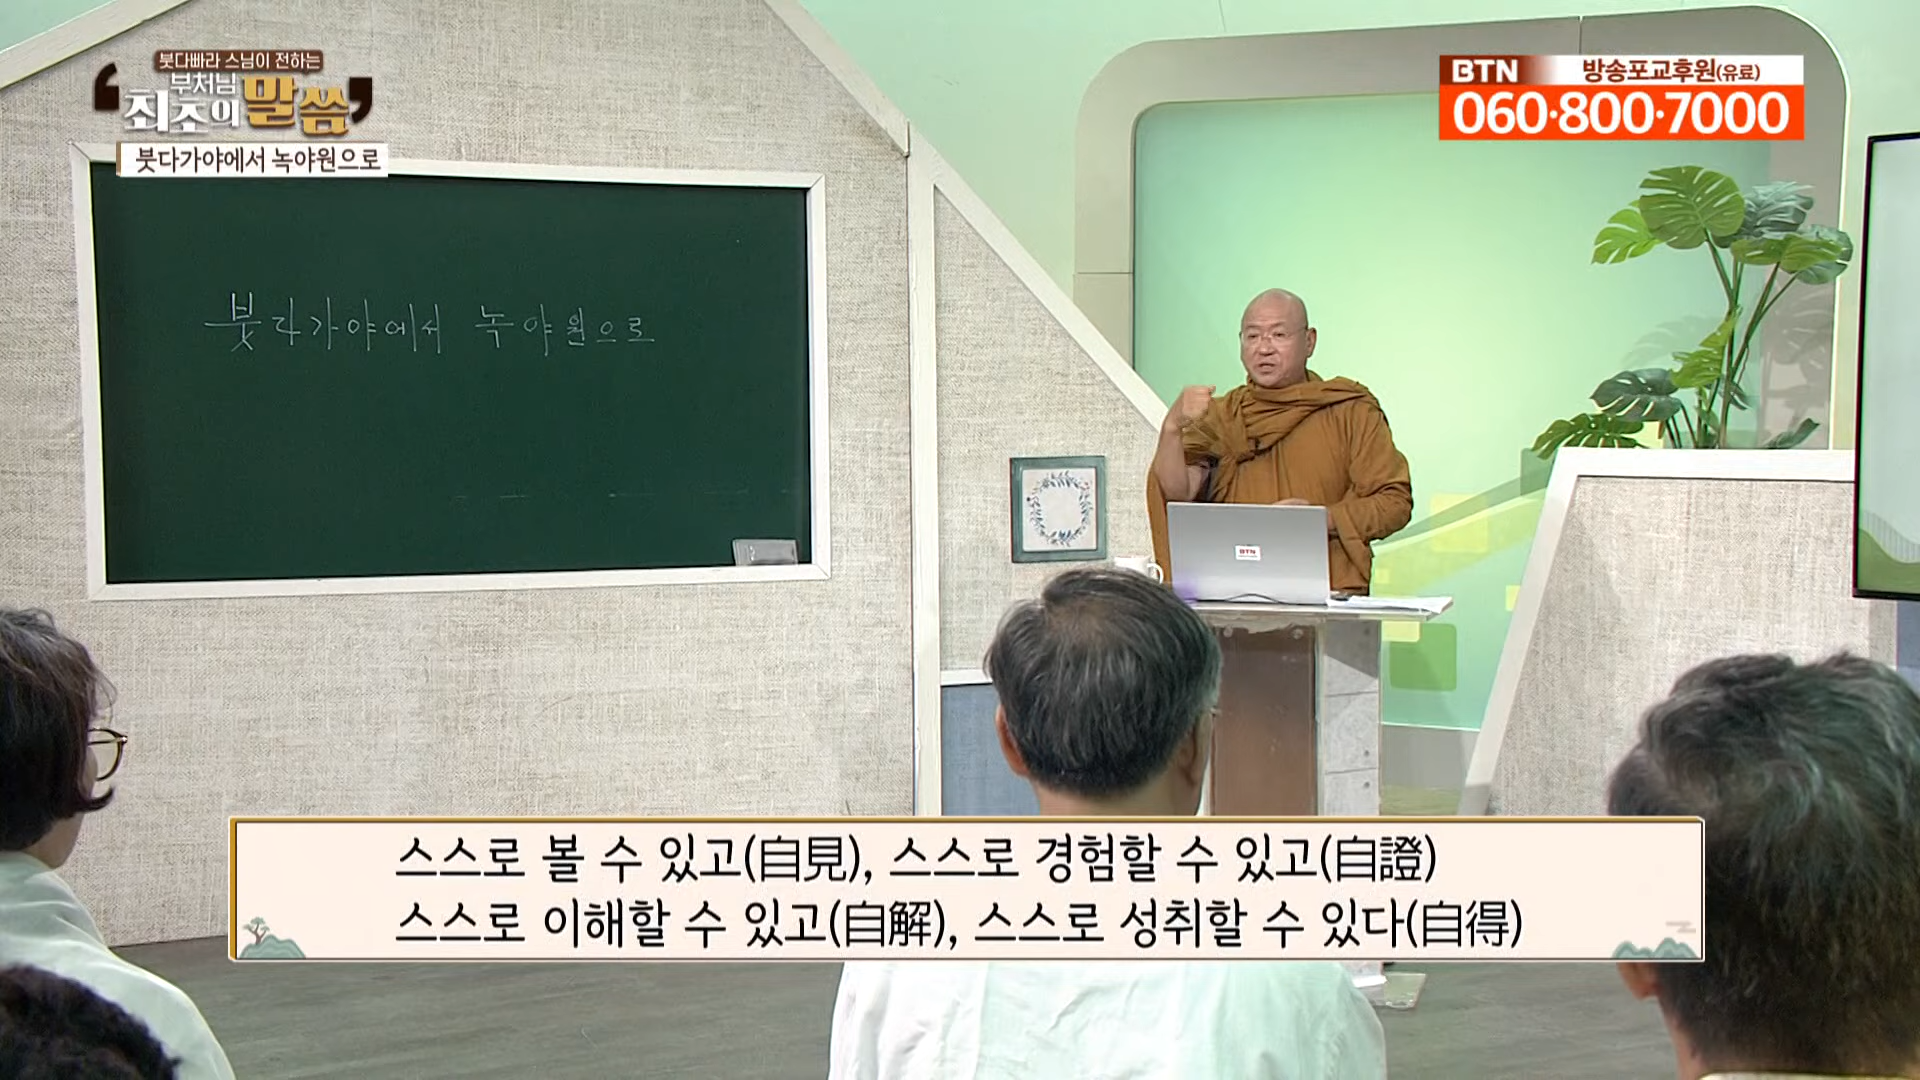 붓다빠라 스님이 전하는
부처님
최초의 말씀
붓다가야에서 녹야원으로
BTN 방송포교후원(유료)
060·800·7000
붓다가야에서 녹야원으로
BTN
스스로 볼 수 있고(自見), 스스로 경험할 수 있고(自證)
스스로 이해할 수 있고(自解), 스스로 성취할 수 있다(自得)